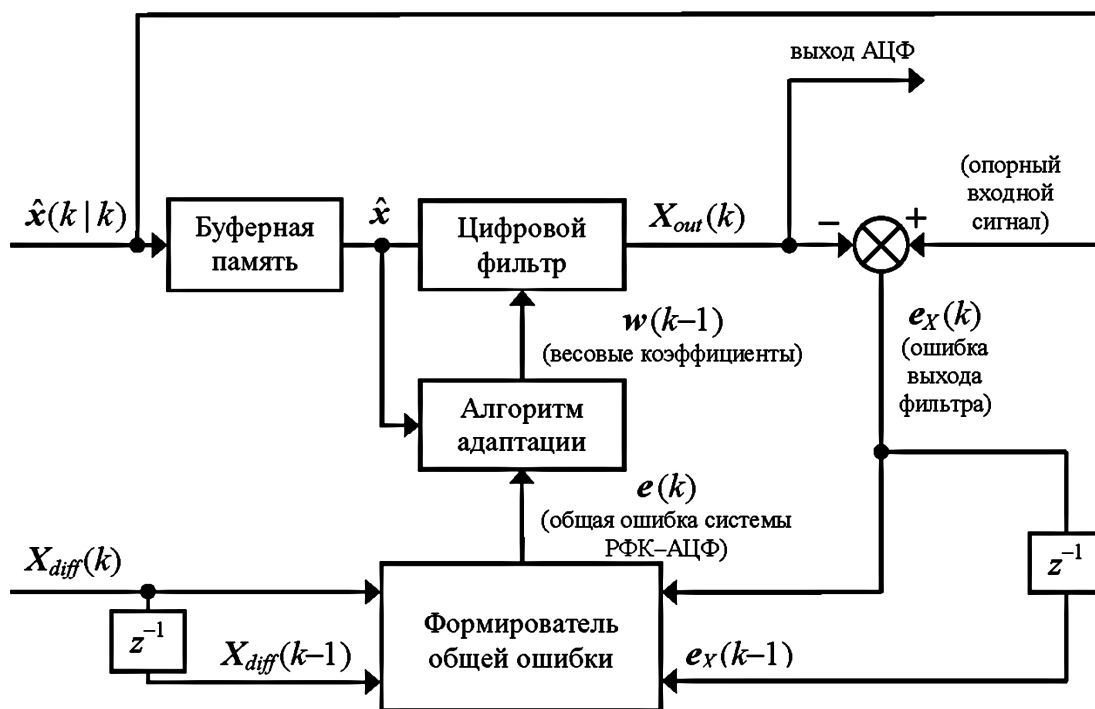 выход АЦФ
x̂(k | k)
Буферная
память
x̂
Цифровой
фильтр
X_out(k)
−
+
(опорный
входной
сигнал)
w(k−1)
(весовые коэффициенты)
e_X(k)
(ошибка
выхода
фильтра)
Алгоритм
адаптации
e(k)
(общая ошибка системы
РФК–АЦФ)
X_diff(k)
z⁻¹
X_diff(k−1)
Формирователь
общей ошибки
e_X(k−1)
z⁻¹